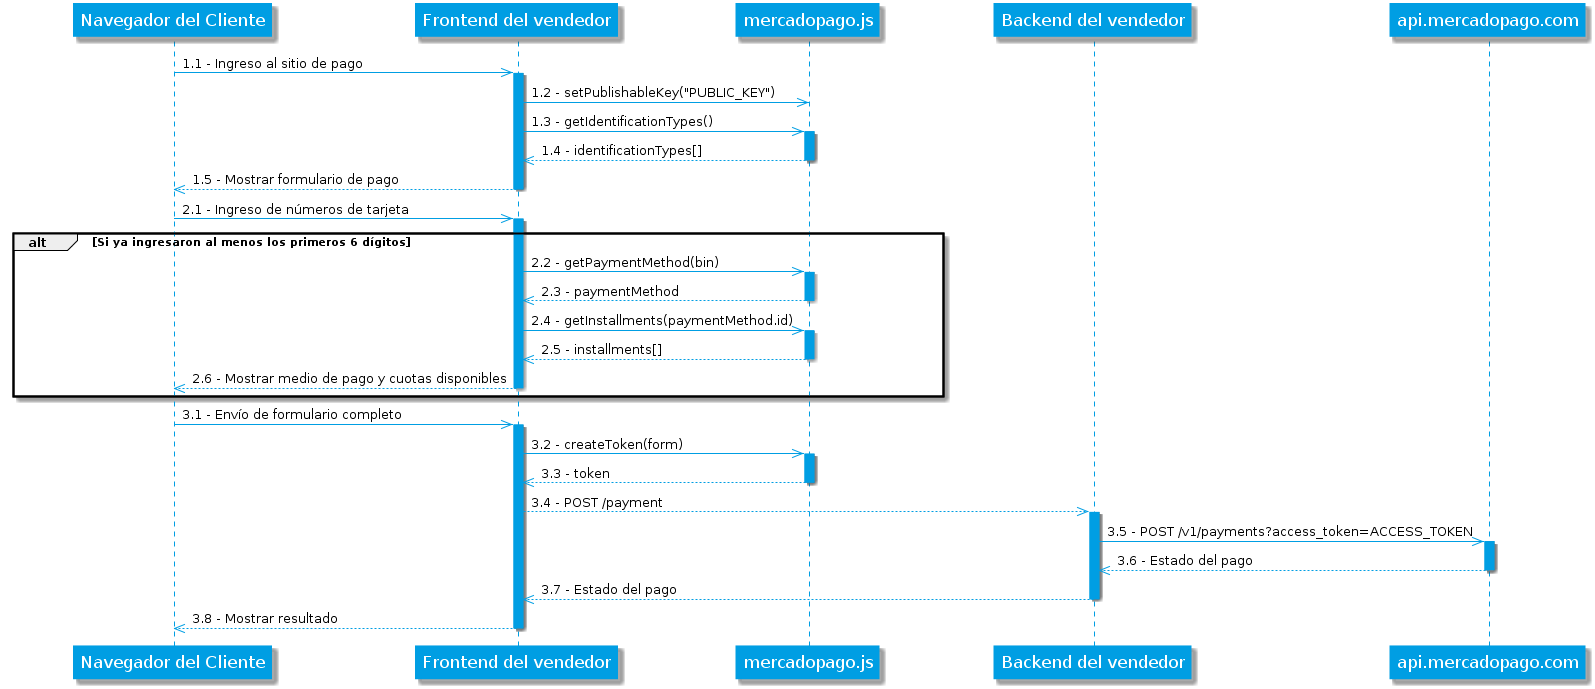 Navegador del Cliente
Frontend del vendedor
mercadopago.js
Backend del vendedor
api.mercadopago.com
1.1 - Ingreso al sitio de pago
1.2 - setPublishableKey("PUBLIC_KEY")
1.3 - getIdentificationTypes()
1.4 - identificationTypes[]
1.5 - Mostrar formulario de pago
2.1 - Ingreso de números de tarjeta
alt
[Si ya ingresaron al menos los primeros 6 dígitos]
2.2 - getPaymentMethod(bin)
2.3 - paymentMethod
2.4 - getInstallments(paymentMethod.id)
2.5 - installments[]
2.6 - Mostrar medio de pago y cuotas disponibles
3.1 - Envío de formulario completo
3.2 - createToken(form)
3.3 - token
3.4 - POST /payment
3.5 - POST /v1/payments?access_token=ACCESS_TOKEN
3.6 - Estado del pago
3.7 - Estado del pago
3.8 - Mostrar resultado
Navegador del Cliente
Frontend del vendedor
mercadopago.js
Backend del vendedor
api.mercadopago.com